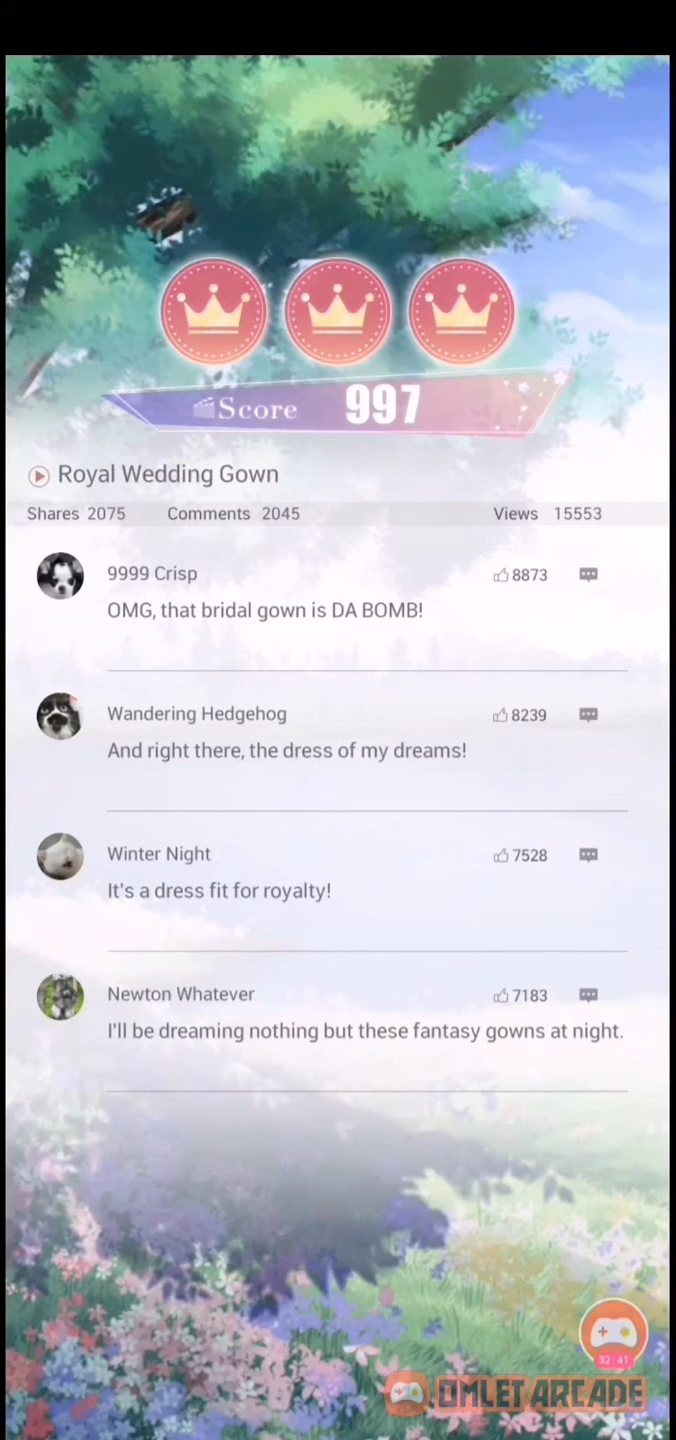 Score 997
Royal Wedding Gown
Shares 2075 Comments 2045 Views 15553
9999 Crisp 8873
OMG, that bridal gown is DA BOMB!
Wandering Hedgehog 8239
And right there, the dress of my dreams!
Winter Night 7528
It's a dress fit for royalty!
Newton Whatever 7183
I'll be dreaming nothing but these fantasy gowns at night.
32:41
OMLET ARCADE